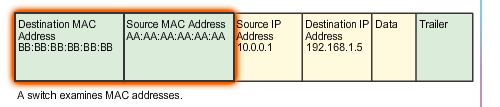 Destination MAC
Address
BB:BB:BB:BB:BB:BB
Source MAC Address
AA:AA:AA:AA:AA:AA
Source IP
Address
10.0.0.1
Destination IP
Address
192.168.1.5
Data
Trailer
A switch examines MAC addresses.